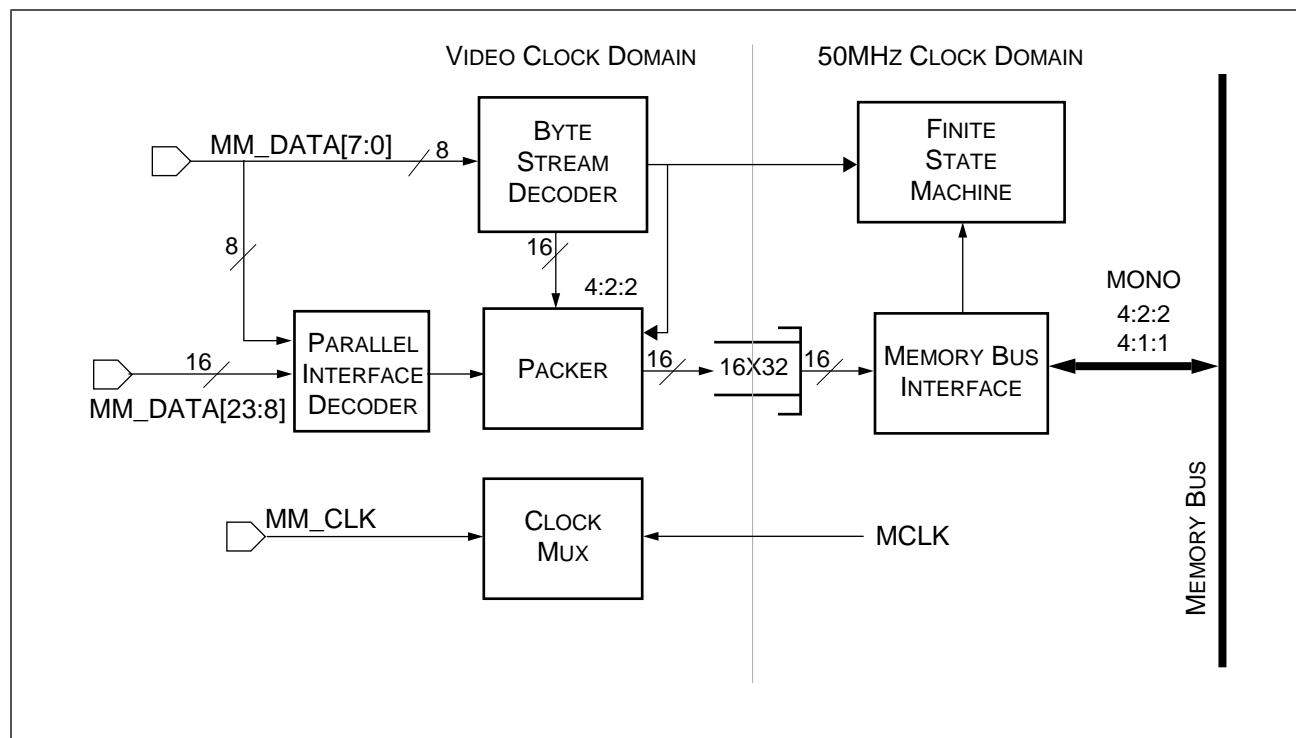 VIDEO CLOCK DOMAIN
50MHZ CLOCK DOMAIN
MM_DATA[7:0]
8
BYTE
STREAM
DECODER
FINITE
STATE
MACHINE
8
16
4:2:2
MONO
4:2:2
4:1:1
16
MM_DATA[23:8]
PARALLEL
INTERFACE
DECODER
PACKER
16
16X32
16
MEMORY BUS
INTERFACE
MM_CLK
CLOCK
MUX
MCLK
MEMORY BUS